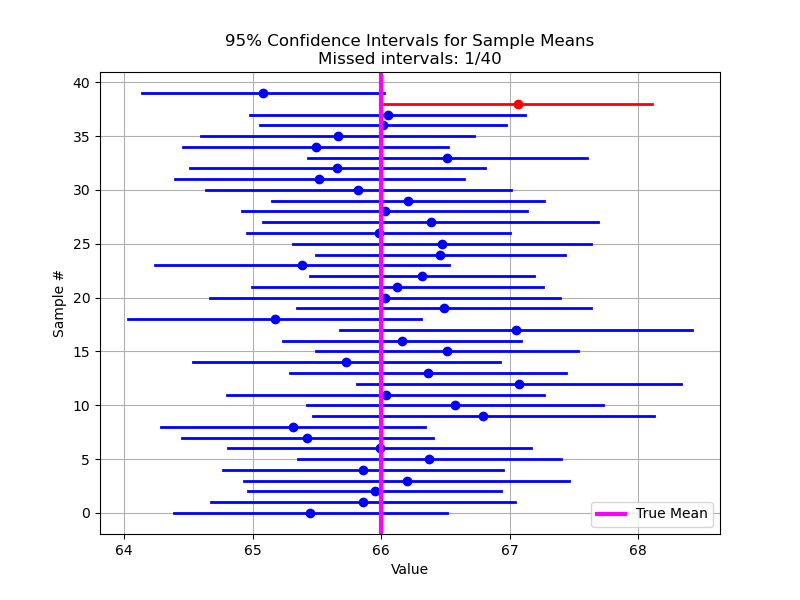 95% Confidence Intervals for Sample Means
Missed intervals: 1/40
40
35
30
25
20
15
10
5
0
Sample #
True Mean
64 65 66 67 68
Value